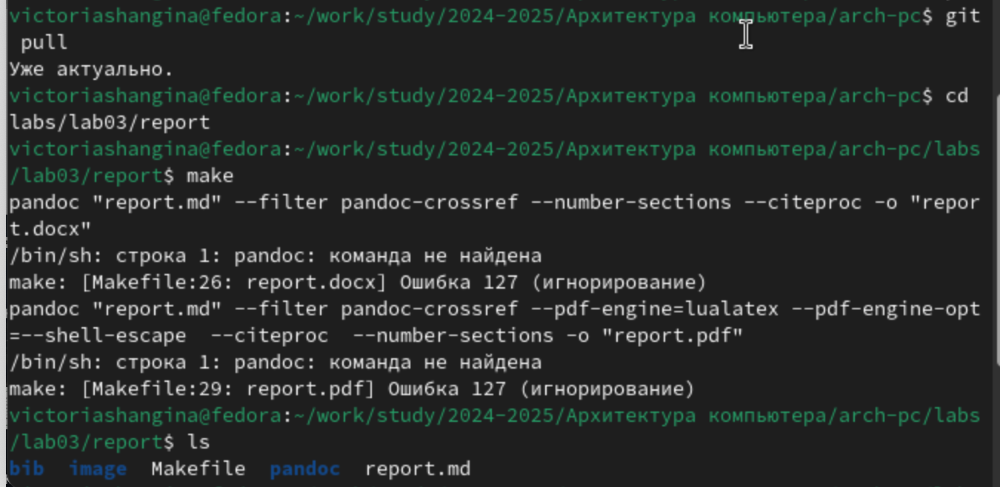 victoriashangina@fedora:~/work/study/2024-2025/Архитектура компьютера/arch-pc$ git
 pull
Уже актуально.
victoriashangina@fedora:~/work/study/2024-2025/Архитектура компьютера/arch-pc$ cd
labs/lab03/report
victoriashangina@fedora:~/work/study/2024-2025/Архитектура компьютера/arch-pc/labs
/lab03/report$ make
pandoc "report.md" --filter pandoc-crossref --number-sections --citeproc -o "repor
t.docx"
/bin/sh: строка 1: pandoc: команда не найдена
make: [Makefile:26: report.docx] Ошибка 127 (игнорирование)
pandoc "report.md" --filter pandoc-crossref --pdf-engine=lualatex --pdf-engine-opt
=--shell-escape  --citeproc  --number-sections -o "report.pdf"
/bin/sh: строка 1: pandoc: команда не найдена
make: [Makefile:29: report.pdf] Ошибка 127 (игнорирование)
victoriashangina@fedora:~/work/study/2024-2025/Архитектура компьютера/arch-pc/labs
/lab03/report$ ls
bib  image  Makefile  pandoc  report.md